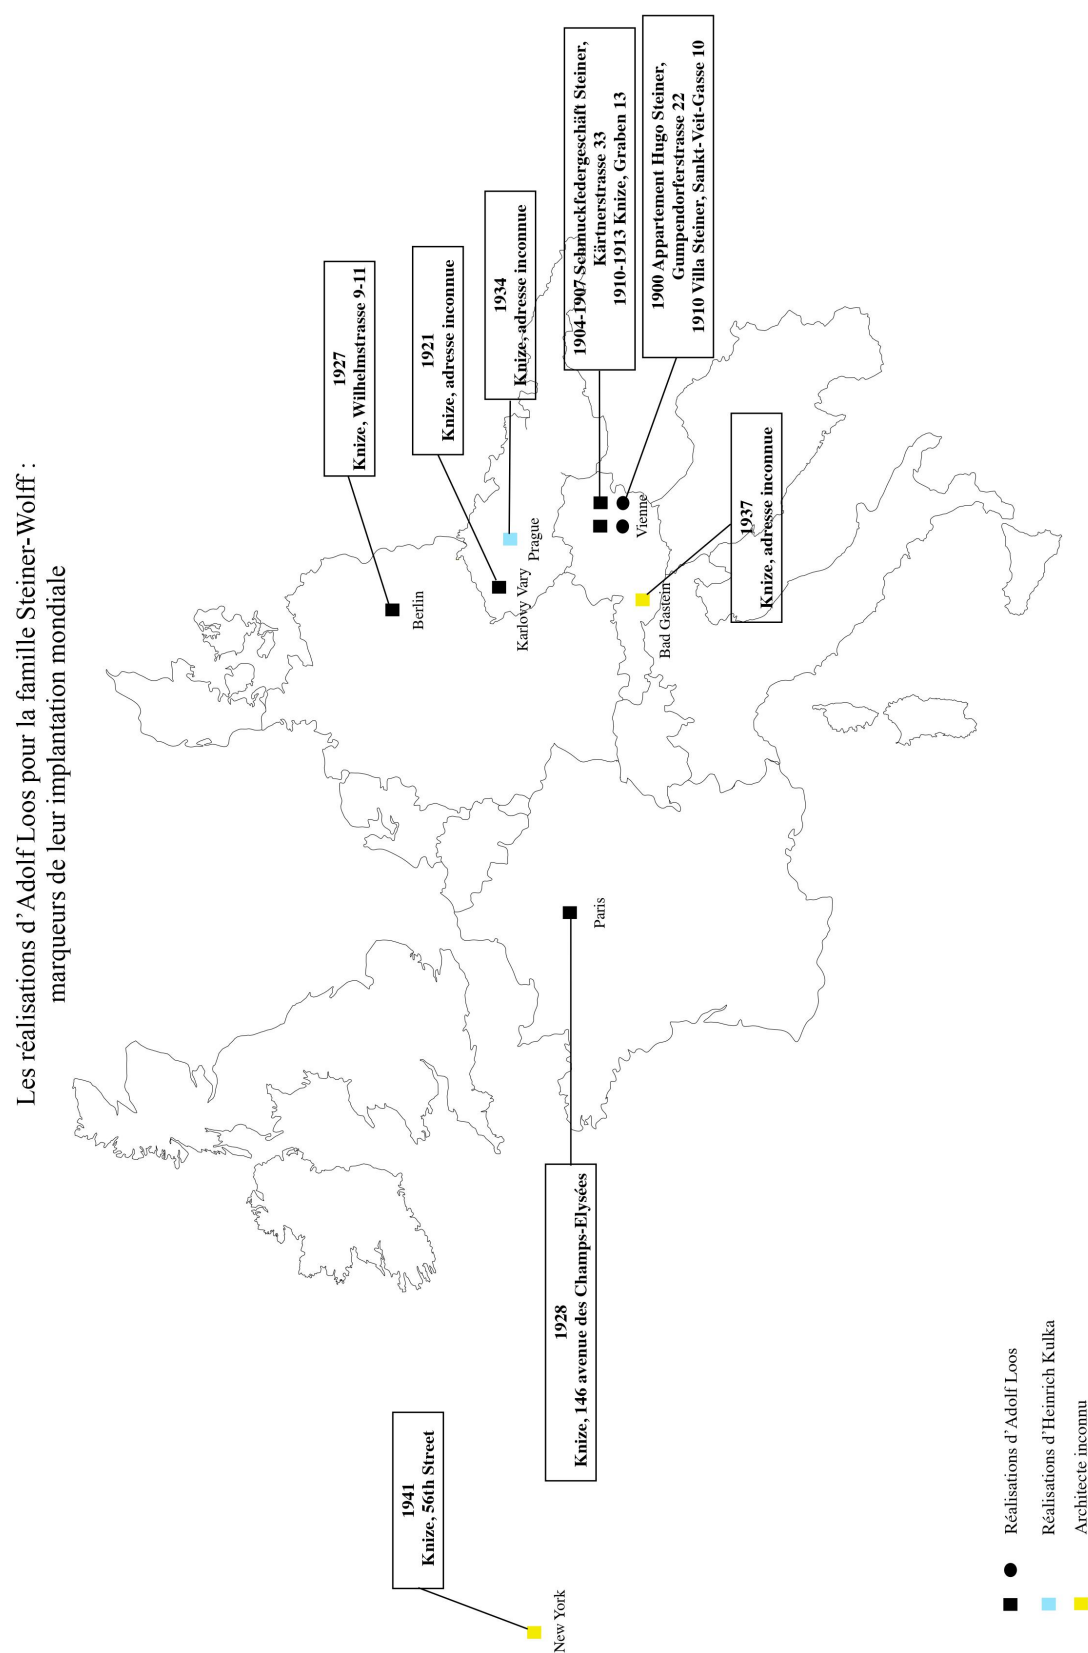 Les réalisations d'Adolf Loos pour la famille Steiner-Wolff :
marqueurs de leur implantation mondiale
1941
Knize, 56th Street
New York
1928
Knize, 146 avenue des Champs-Elysées
Paris
1927
Knize, Wilhelmstrasse 9-11
Berlin
1921
Knize, adresse inconnue
Karlovy Vary
1934
Knize, adresse inconnue
Prague
1904-1907 Schmuckfedergeschäft Steiner,
Kärtnerstrasse 33
1910-1913 Knize, Graben 13
1900 Appartement Hugo Steiner,
Gumpendorferstrasse 22
1910 Villa Steiner, Sankt-Veit-Gasse 10
Vienne
Bad Gastein
1937
Knize, adresse inconnue
Réalisations d'Adolf Loos
Réalisations d'Heinrich Kulka
Architecte inconnu